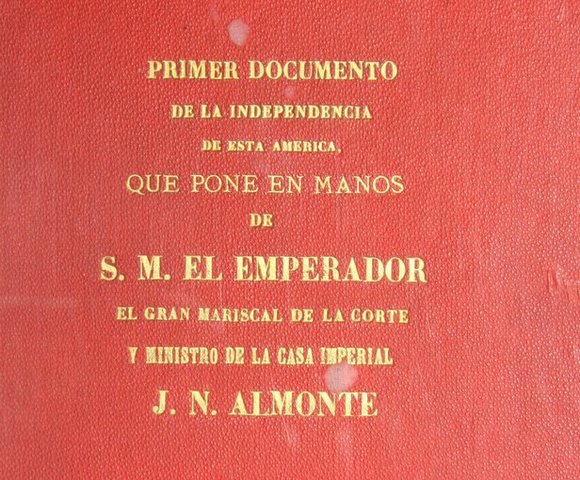 PRIMER DOCUMENTO
DE LA INDEPENDENCIA
DE ESTA AMERICA,
QUE PONE EN MANOS
DE
S. M. EL EMPERADOR
EL GRAN MARISCAL DE LA CORTE
Y MINISTRO DE LA CASA IMPERIAL
J. N. ALMONTE